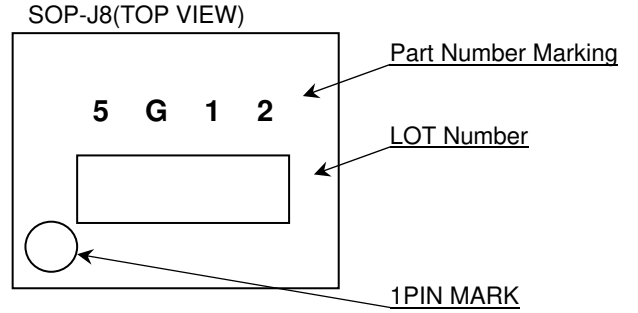 SOP-J8(TOP VIEW)
Part Number Marking
5 G 1 2
LOT Number
1PIN MARK